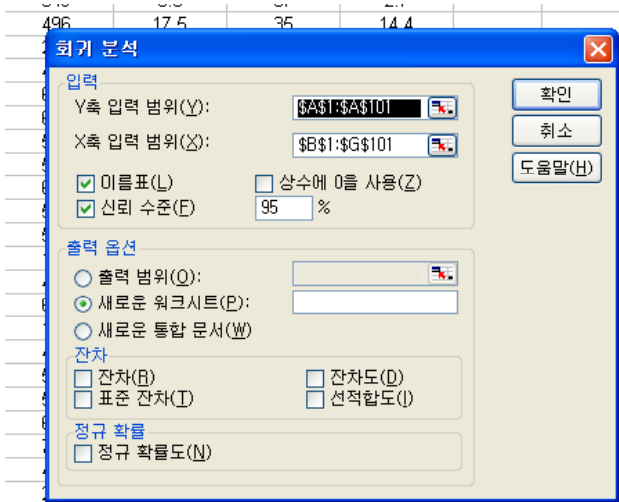 496 17.5 35 14.4
회귀 분석
입력
Y축 입력 범위(Y): $A$1:$A$101
X축 입력 범위(X): $B$1:$G$101
이름표(L) 상수에 0을 사용(Z)
신뢰 수준(F) 95 %
확인
취소
도움말(H)
출력 옵션
출력 범위(O):
새로운 워크시트(P):
새로운 통합 문서(W)
잔차
잔차(R) 잔차도(D)
표준 잔차(T) 선적합도(I)
정규 확률
정규 확률도(N)